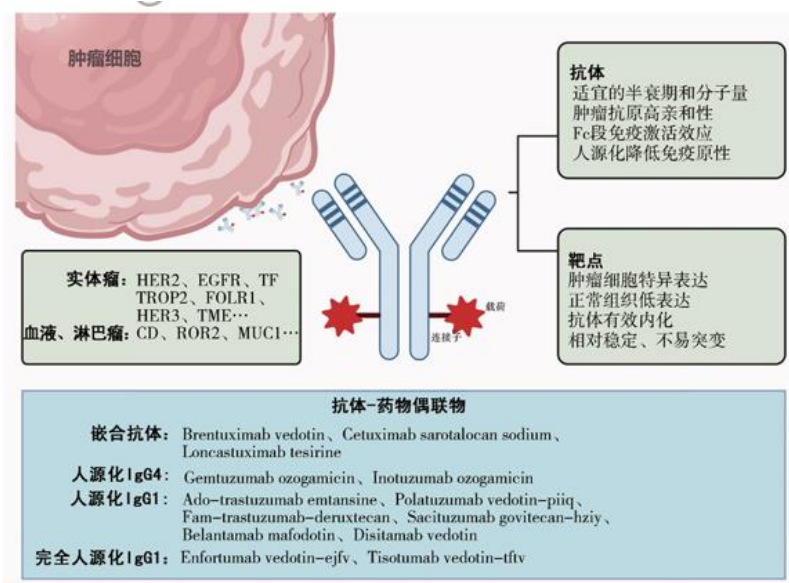 肿瘤细胞
抗体
适宜的半衰期和分子量
肿瘤抗原高亲和性
Fc段免疫激活效应
人源化降低免疫原性
靶点
肿瘤细胞特异表达
正常组织低表达
抗体有效内化
相对稳定、不易突变
实体瘤：HER2、EGFR、TF
TROP2、FOLR1、
HER3、TME…
血液、淋巴瘤：CD、ROR2、MUC1…
载荷
连接子
抗体-药物偶联物
嵌合抗体：Brentuximab vedotin、Cetuximab sarotalocan sodium、
Loncastuximab tesirine
人源化IgG4：Gemtuzumab ozogamicin、Inotuzumab ozogamicin
人源化IgG1：Ado-trastuzumab emtansine、Polatuzumab vedotin-piiq、
Fam-trastuzumab-deruxtecan、Sacituzumab govitecan-hziy、
Belantamab mafodotin、Disitamab vedotin
完全人源化IgG1：Enfortumab vedotin-ejfv、Tisotumab vedotin-tftv